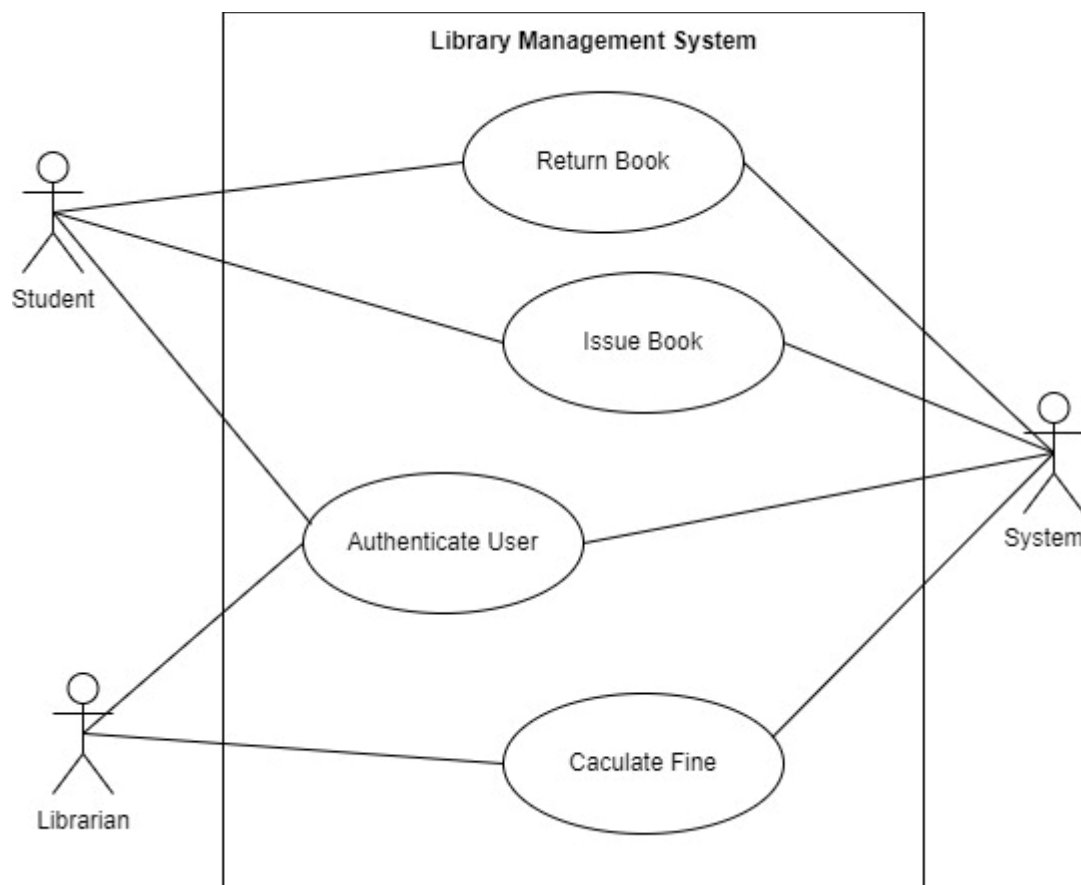 Library Management System
Return Book
Student
Issue Book
Authenticate User
System
Caculate Fine
Librarian